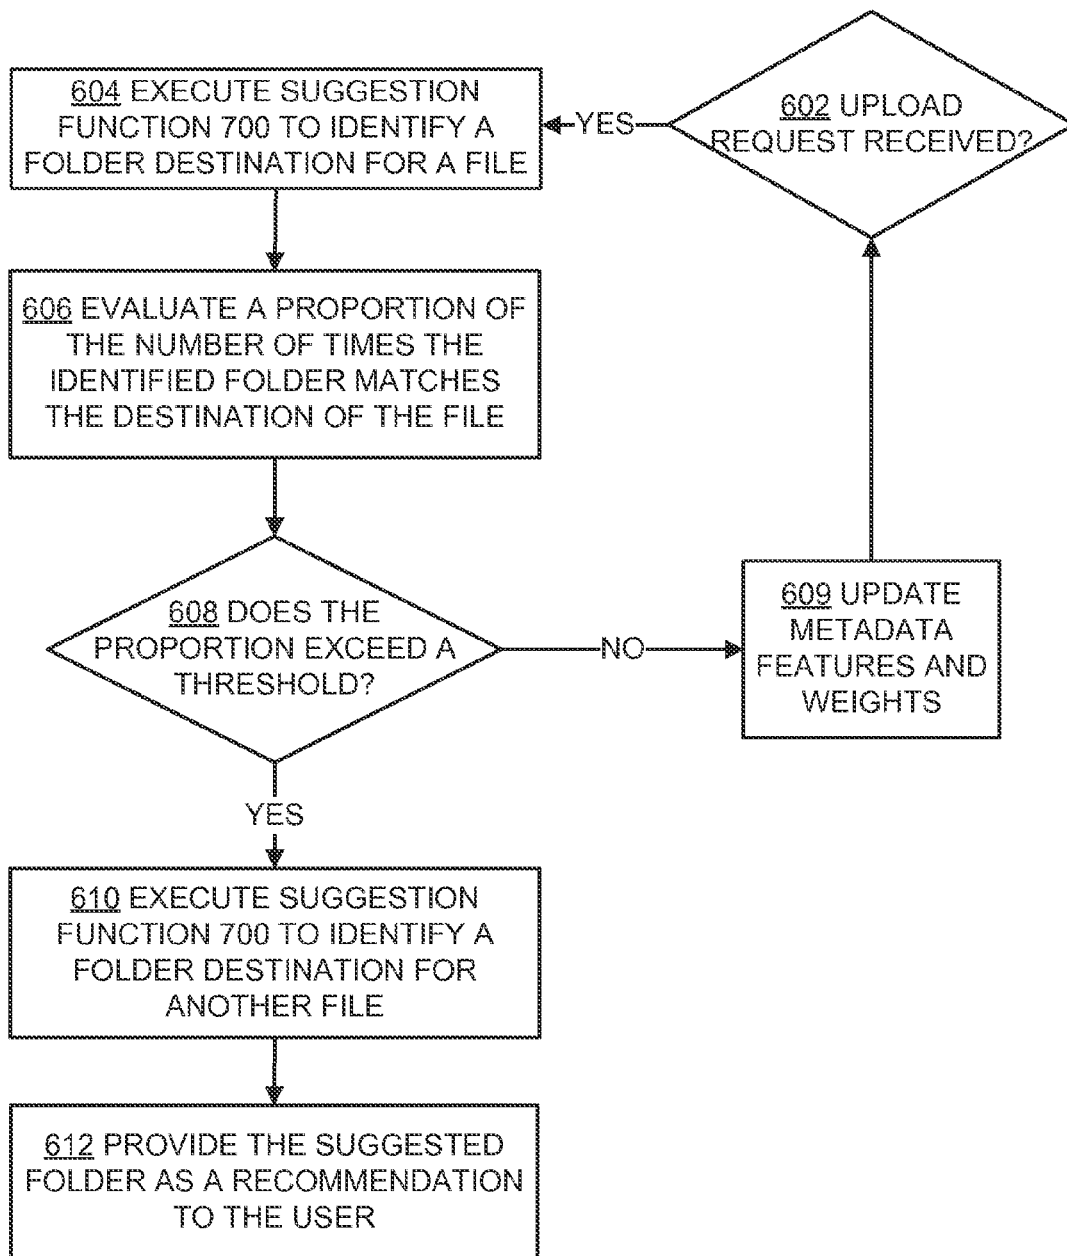 602 UPLOAD
REQUEST RECEIVED?
YES
604 EXECUTE SUGGESTION
FUNCTION 700 TO IDENTIFY A
FOLDER DESTINATION FOR A FILE
606 EVALUATE A PROPORTION OF
THE NUMBER OF TIMES THE
IDENTIFIED FOLDER MATCHES
THE DESTINATION OF THE FILE
608 DOES THE
PROPORTION EXCEED A
THRESHOLD?
NO
609 UPDATE
METADATA
FEATURES AND
WEIGHTS
YES
610 EXECUTE SUGGESTION
FUNCTION 700 TO IDENTIFY A
FOLDER DESTINATION FOR
ANOTHER FILE
612 PROVIDE THE SUGGESTED
FOLDER AS A RECOMMENDATION
TO THE USER